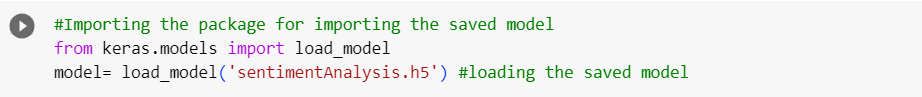 #Importing the package for importing the saved model
from keras.models import load_model
model= load_model('sentimentAnalysis.h5') #loading the saved model